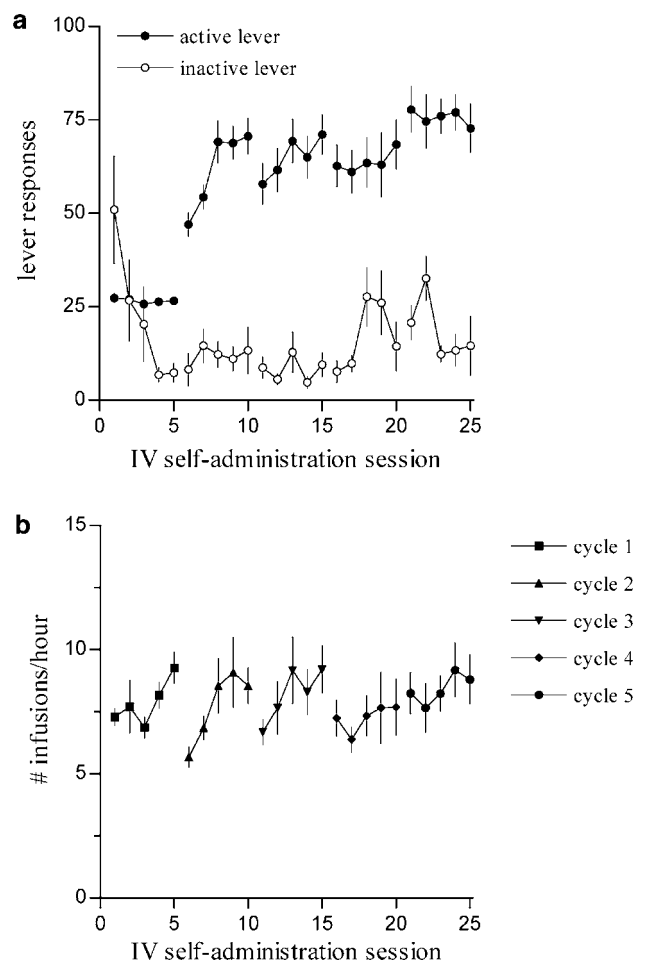 a
100
75
50
25
0
lever responses
active lever
inactive lever
0 5 10 15 20 25
IV self-administration session
b
15
10
5
0
# infusions/hour
cycle 1
cycle 2
cycle 3
cycle 4
cycle 5
0 5 10 15 20 25
IV self-administration session